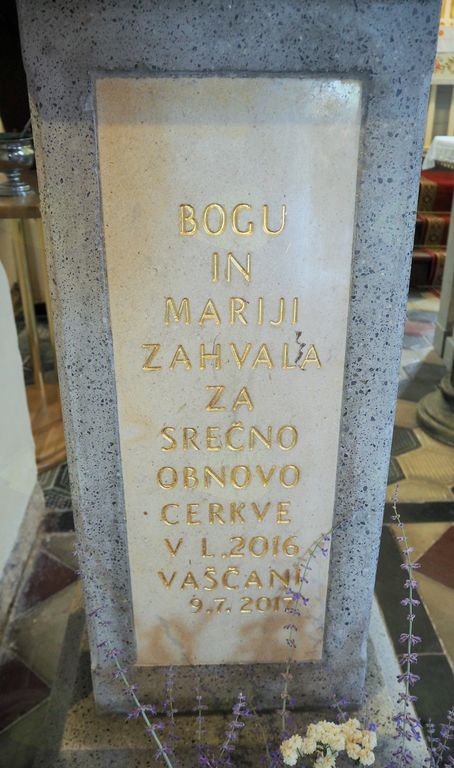 BOGU
IN
MARIJI
ZAHVALA
ZA
SREČNO
OBNOVO
CERKVE
V L. 2016
VAŠČANI
9.7. 2017